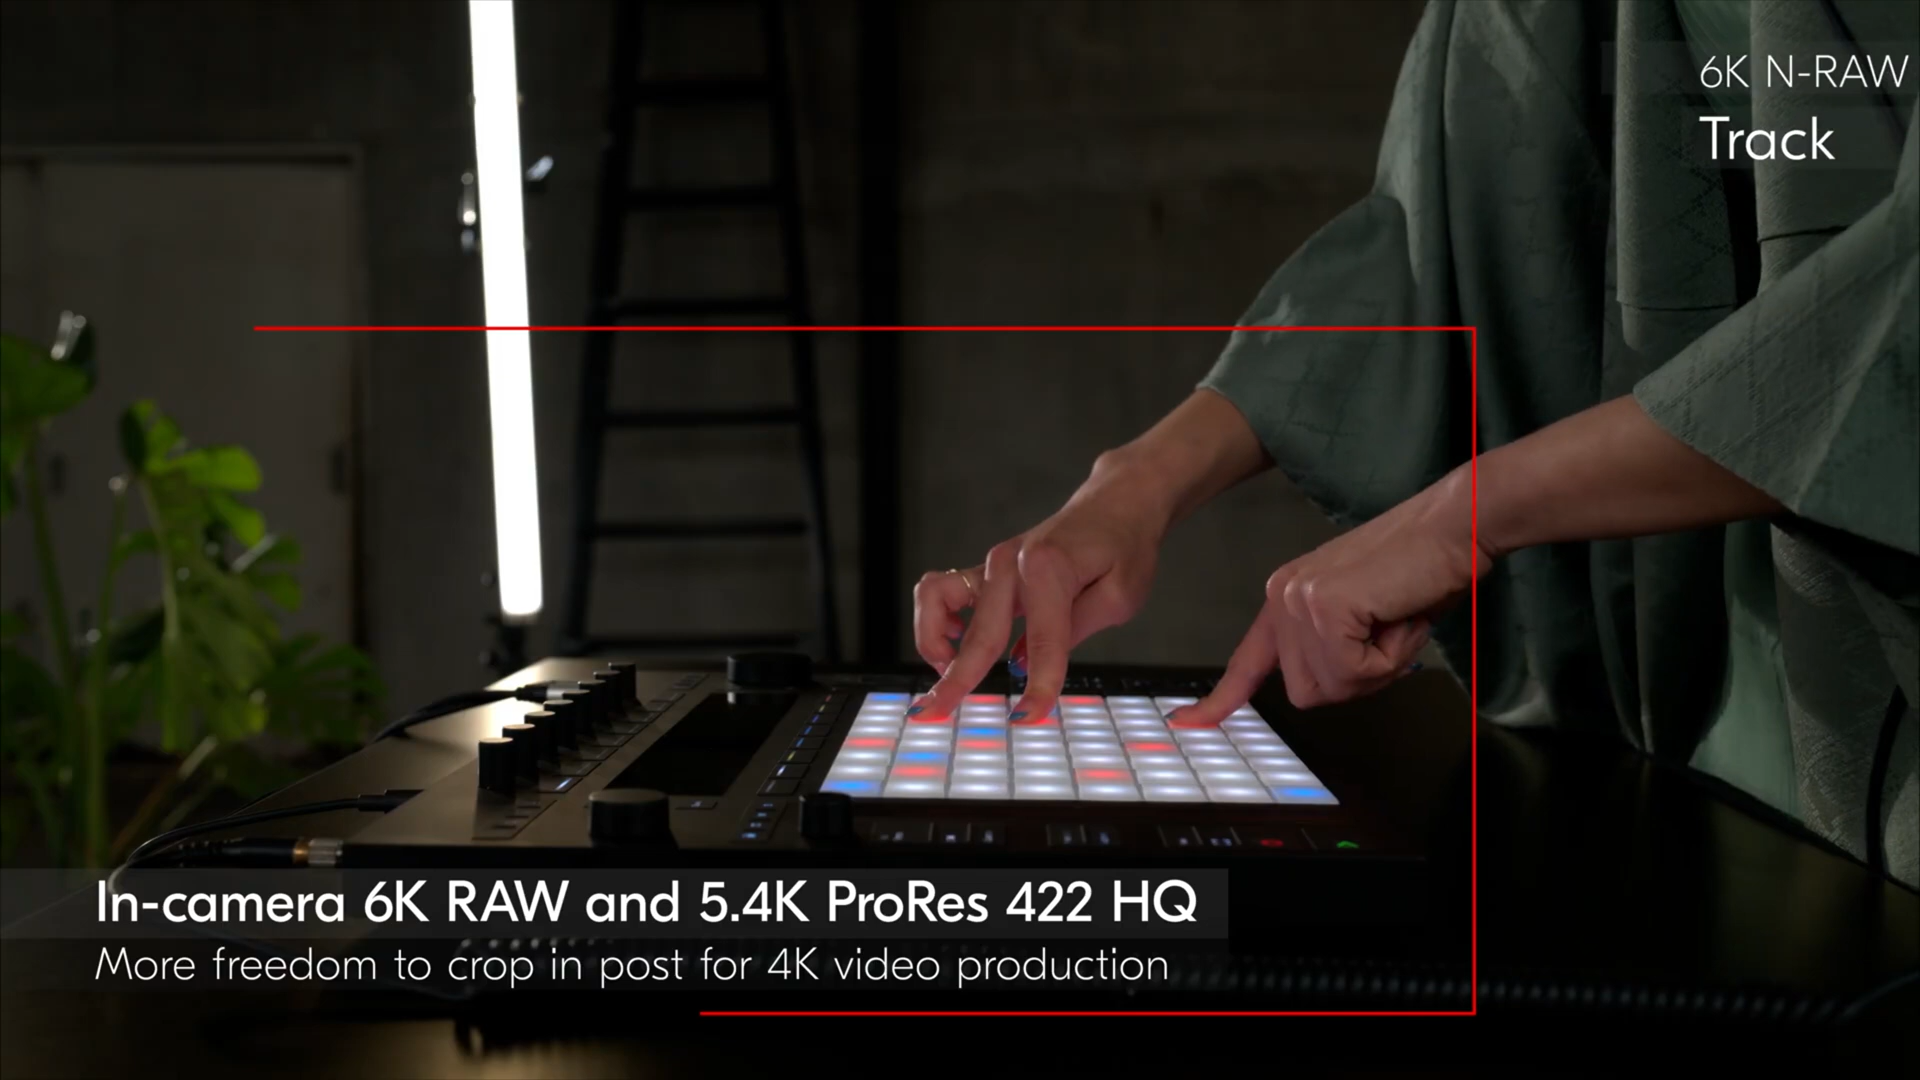 6K N-RAW
Track
In-camera 6K RAW and 5.4K ProRes 422 HQ
More freedom to crop in post for 4K video production